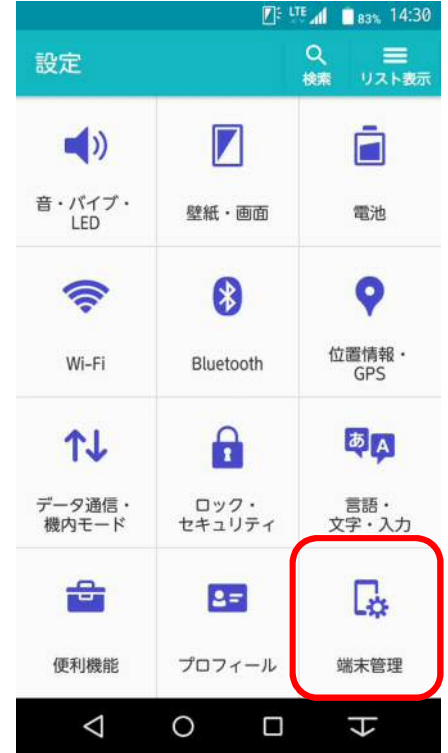 LTE 83% 14:30
設定
検索 リスト表示
音・バイブ・
LED
壁紙・画面
電池
Wi-Fi
Bluetooth
位置情報・
GPS
データ通信・
機内モード
ロック・
セキュリティ
あ A
言語・
文字・入力
便利機能
プロフィール
端末管理